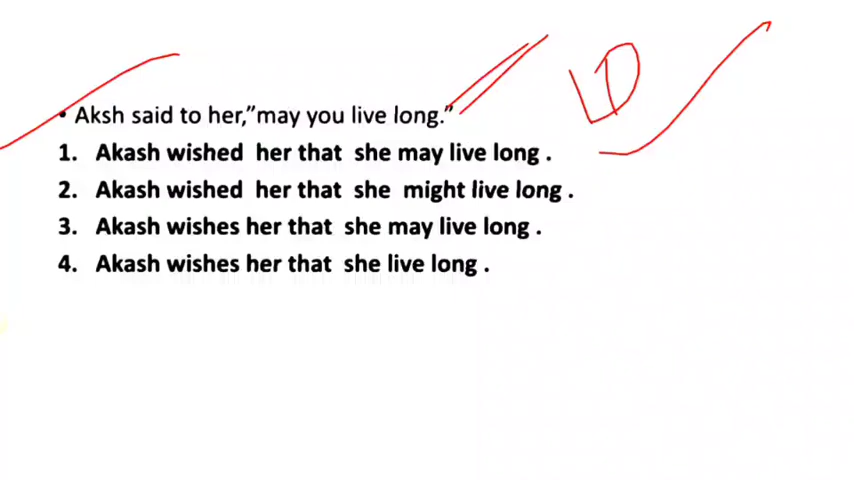 • Aksh said to her,”may you live long.”
1. Akash wished her that she may live long .
2. Akash wished her that she might live long .
3. Akash wishes her that she may live long .
4. Akash wishes her that she live long .